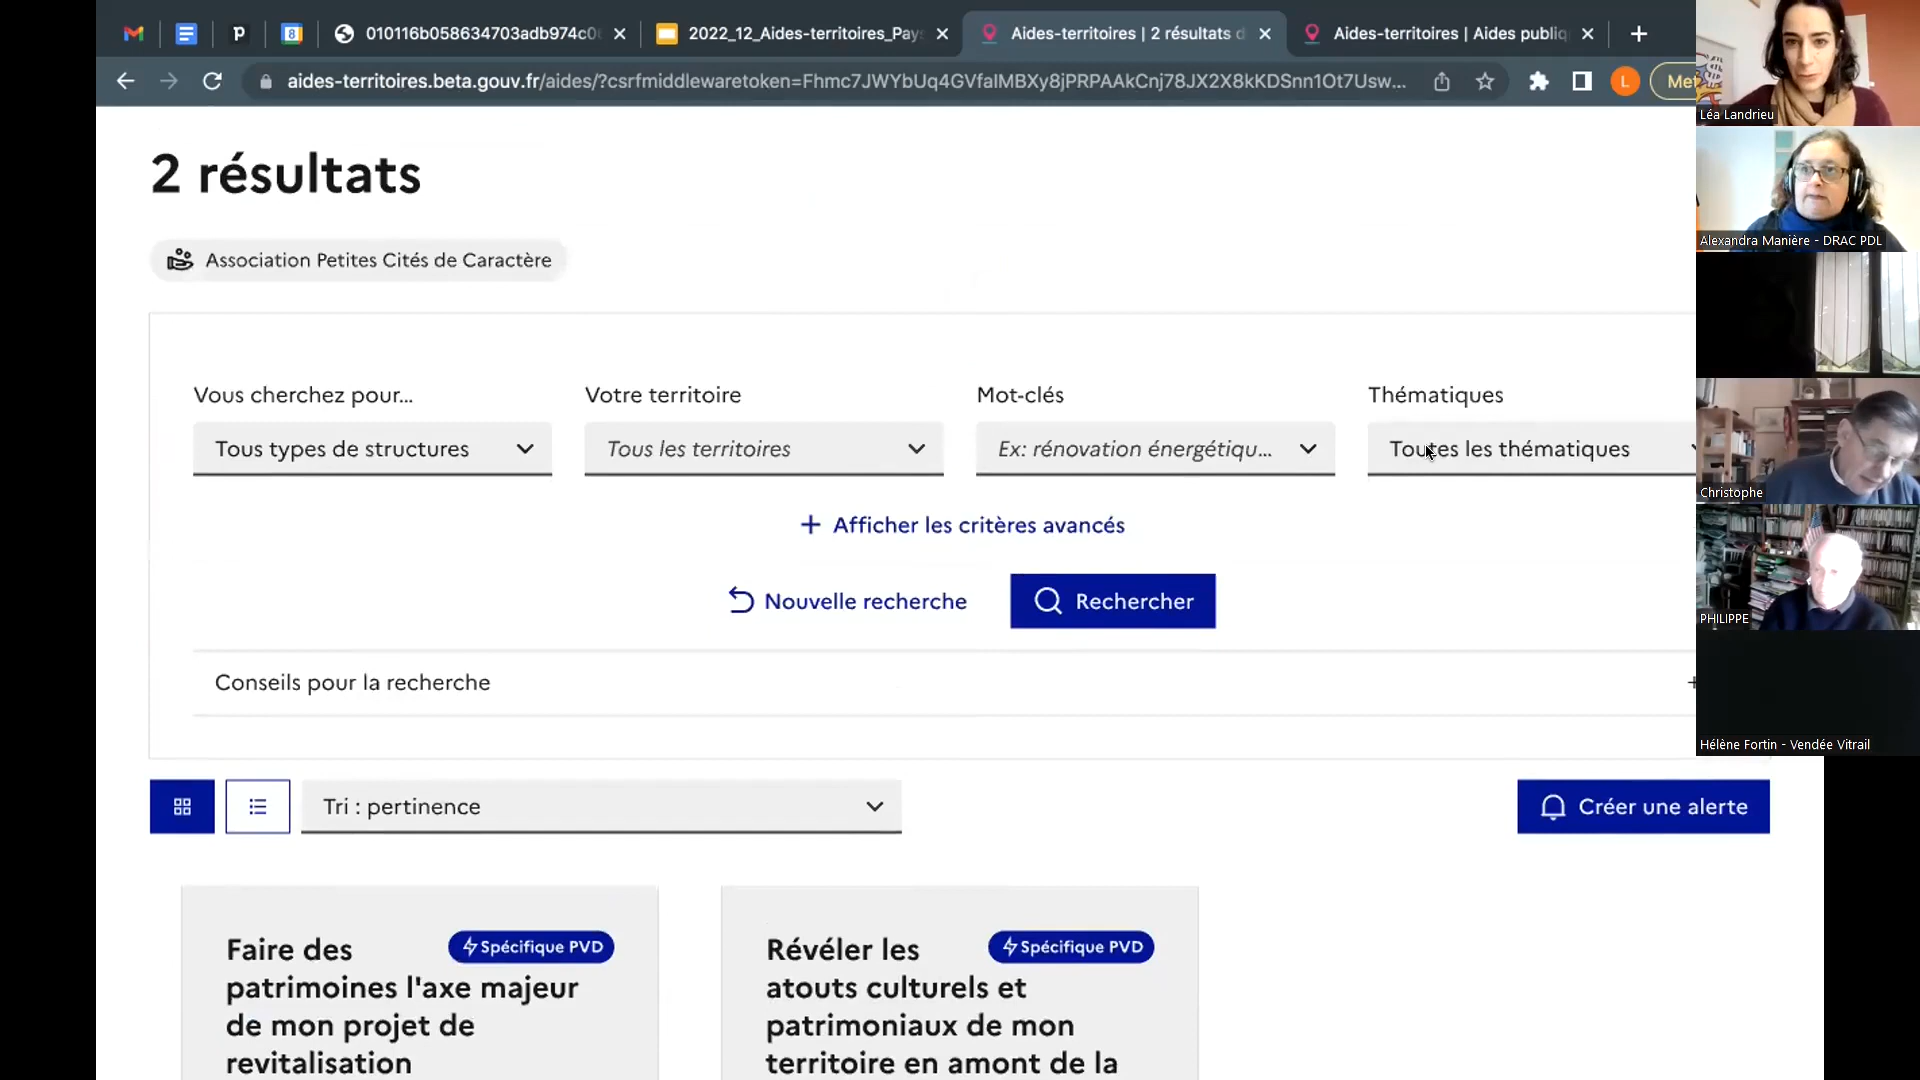 010116b058634703adb974c0
2022_12_Aides-territoires_Pays
Aides-territoires | 2 résultats d
Aides-territoires | Aides publiq
aides-territoires.beta.gouv.fr/aides/?csrfmiddlewaretoken=Fhmc7JWYbUq4GVfalMBXy8jPRPAAkCnj78JX2X8kKDSnn1Ot7Usw...
L
Met
Léa Landrieu
2 résultats
Alexandra Manière - DRAC PDL
Association Petites Cités de Caractère
Vous cherchez pour...
Votre territoire
Mot-clés
Thématiques
Tous types de structures
Tous les territoires
Ex: rénovation énergétiqu...
Toutes les thématiques
Christophe
Afficher les critères avancés
Nouvelle recherche
Rechercher
PHILIPPE
Conseils pour la recherche
Hélène Fortin - Vendée Vitrail
Tri : pertinence
Créer une alerte
Faire des
Spécifique PVD
patrimoines l'axe majeur
de mon projet de
revitalisation
Révéler les
Spécifique PVD
atouts culturels et
patrimoniaux de mon
territoire en amont de la